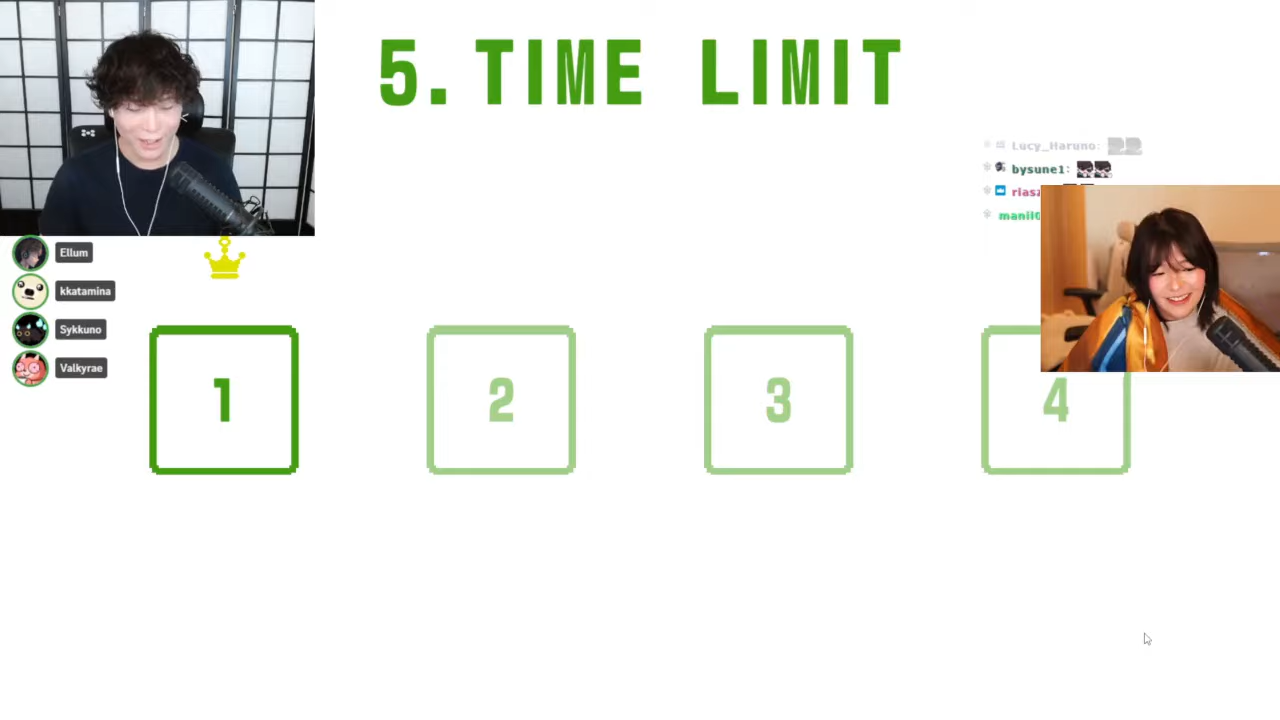 5. TIME LIMIT
Lucy_Haruno:
bysune1:
Ellum
kkatamina
Sykkuno
Valkyrae
1
2
3
4